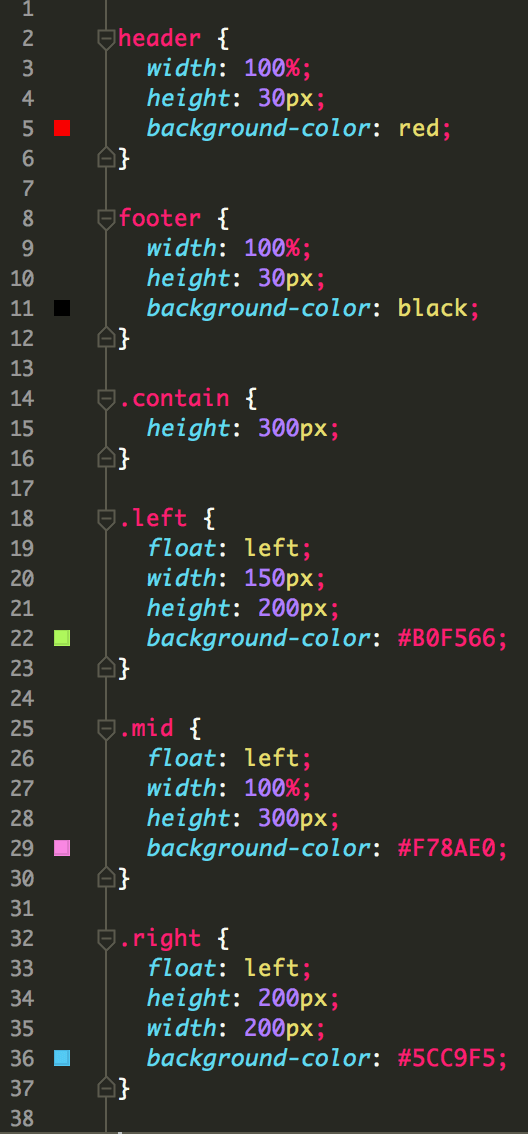 1
2 header {
3 width: 100%;
4 height: 30px;
5 background-color: red;
6 }
7
8 footer {
9 width: 100%;
10 height: 30px;
11 background-color: black;
12 }
13
14 .contain {
15 height: 300px;
16 }
17
18 .left {
19 float: left;
20 width: 150px;
21 height: 200px;
22 background-color: #B0F566;
23 }
24
25 .mid {
26 float: left;
27 width: 100%;
28 height: 300px;
29 background-color: #F78AE0;
30 }
31
32 .right {
33 float: left;
34 height: 200px;
35 width: 200px;
36 background-color: #5CC9F5;
37 }
38